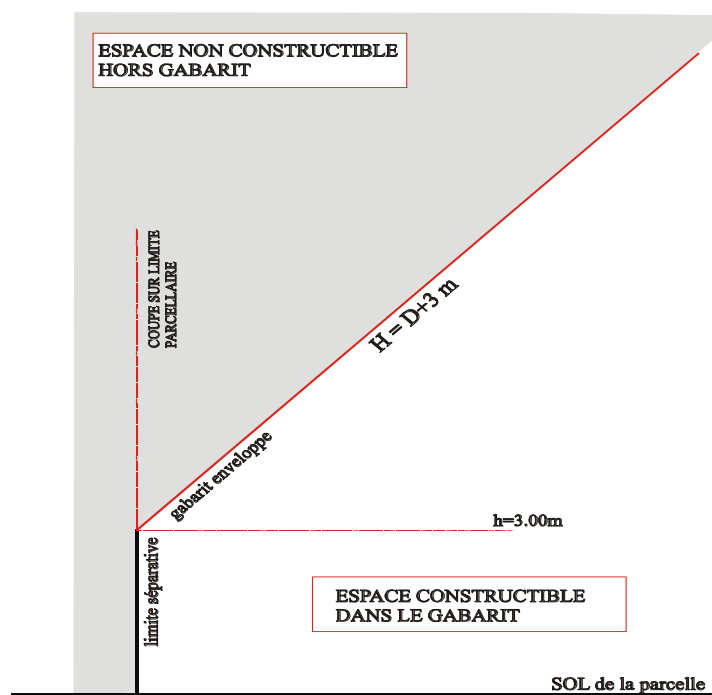 ESPACE NON CONSTRUCTIBLE
HORS GABARIT
COUPE SUR LIMITE
PARCELLAIRE
H = D+3 m
gabarit enveloppe
h=3.00m
limite séparative
ESPACE CONSTRUCTIBLE
DANS LE GABARIT
SOL de la parcelle